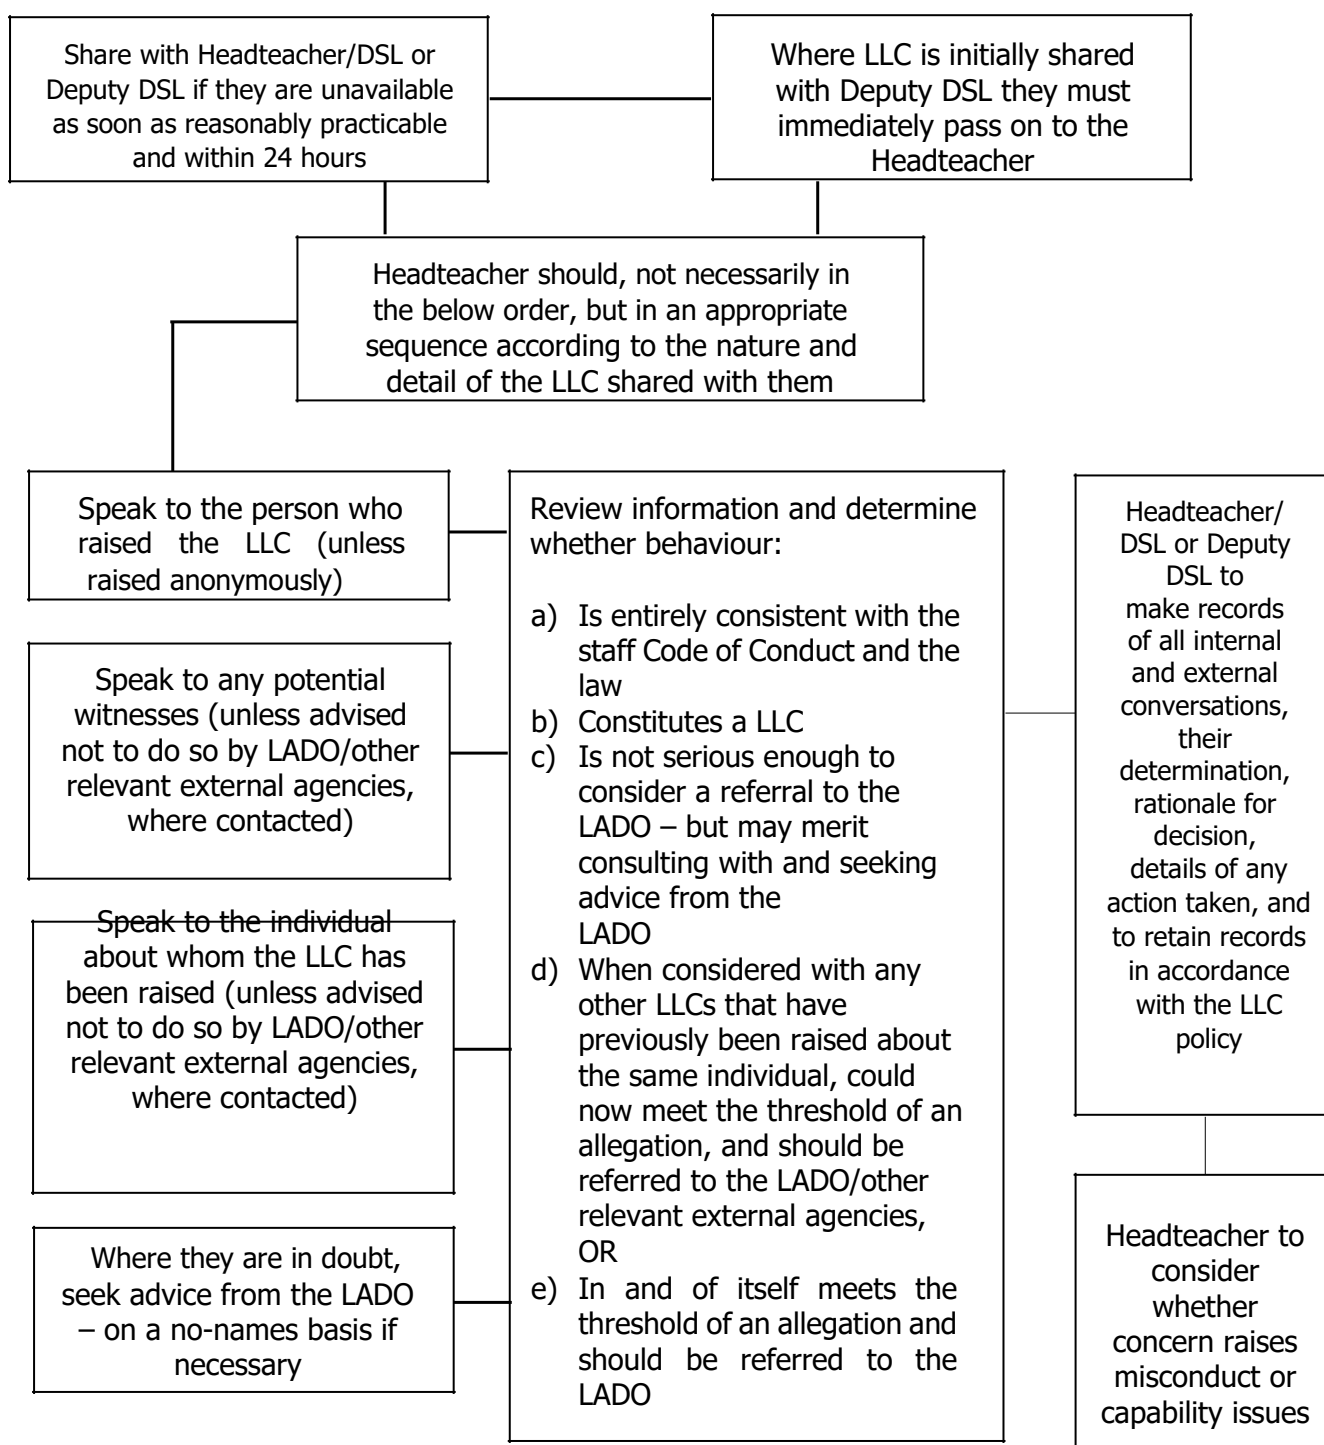 Share with Headteacher/DSL or
Deputy DSL if they are unavailable
as soon as reasonably practicable
and within 24 hours
Where LLC is initially shared
with Deputy DSL they must
immediately pass on to the
Headteacher
Headteacher should, not necessarily in
the below order, but in an appropriate
sequence according to the nature and
detail of the LLC shared with them
Speak to the person who
raised the LLC (unless
raised anonymously)
Speak to any potential
witnesses (unless advised
not to do so by LADO/other
relevant external agencies,
where contacted)
Speak to the individual
about whom the LLC has
been raised (unless advised
not to do so by LADO/other
relevant external agencies,
where contacted)
Where they are in doubt,
seek advice from the LADO
– on a no-names basis if
necessary
Review information and determine
whether behaviour:
a) Is entirely consistent with the
staff Code of Conduct and the
law
b) Constitutes a LLC
c) Is not serious enough to
consider a referral to the
LADO – but may merit
consulting with and seeking
advice from the
LADO
d) When considered with any
other LLCs that have
previously been raised about
the same individual, could
now meet the threshold of an
allegation, and should be
referred to the LADO/other
relevant external agencies,
OR
e) In and of itself meets the
threshold of an allegation and
should be referred to the
LADO
Headteacher/
DSL or Deputy
DSL to
make records
of all internal
and external
conversations,
their
determination,
rationale for
decision,
details of any
action taken, and
to retain records
in accordance
with the LLC
policy
Headteacher to
consider
whether
concern raises
misconduct or
capability issues